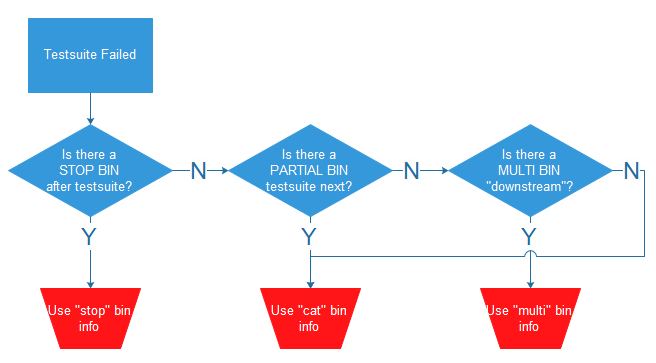 Testsuite Failed
Is there a
STOP BIN
after testsuite?
N
Is there a
PARTIAL BIN
testsuite next?
N
Is there a
MULTI BIN
"downstream"?
N
Y
Y
Y
Use "stop" bin
info
Use "cat" bin
info
Use "multi" bin
info